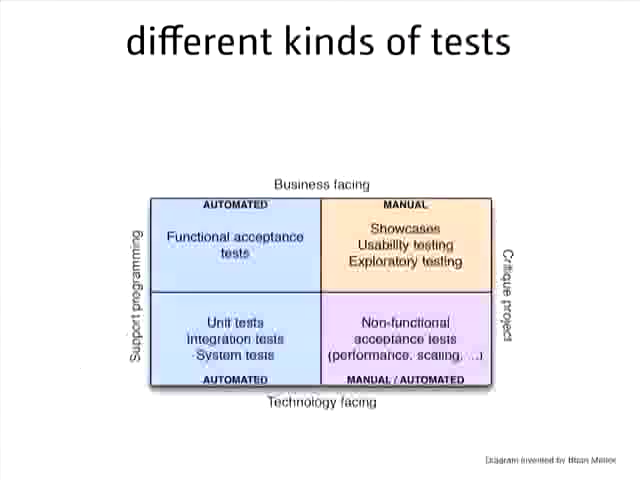 different kinds of tests
Business facing
AUTOMATED
Functional acceptance
tests
MANUAL
Showcases
Usability testing
Exploratory testing
Support programming
Critique project
Unit tests
Integration tests
System tests
AUTOMATED
Non-functional
acceptance tests
(performance, scaling, ...)
MANUAL / AUTOMATED
Technology facing
Diagram invented by Brian